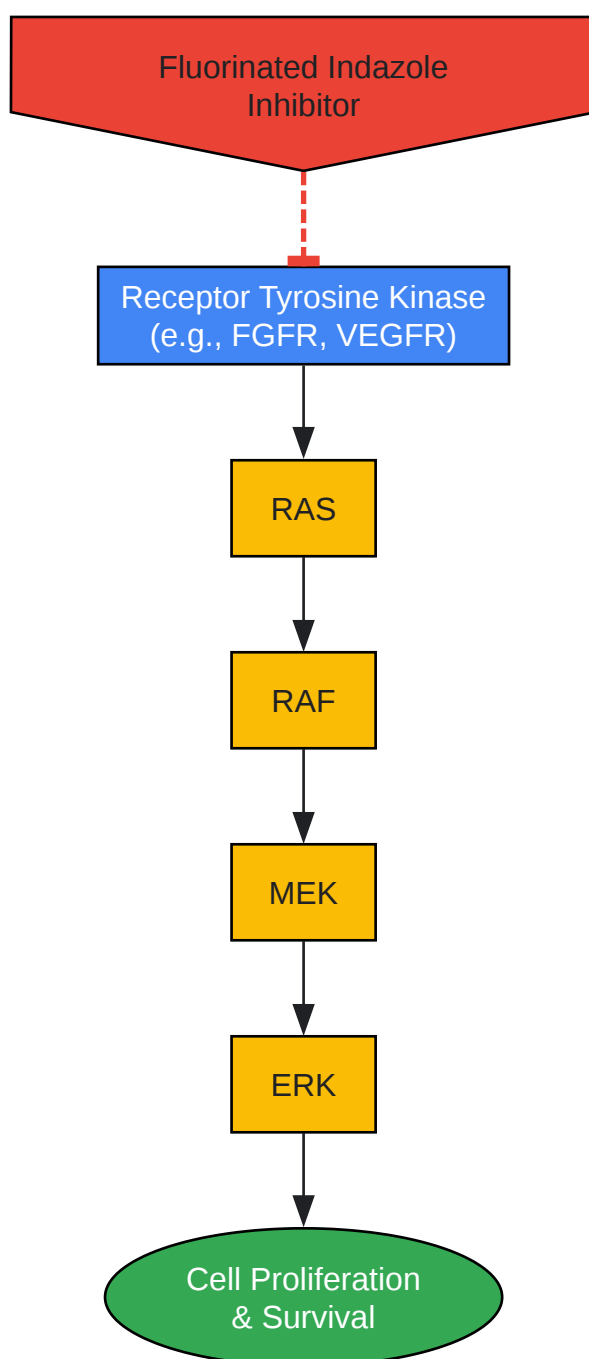 Fluorinated Indazole
Inhibitor
Receptor Tyrosine Kinase
(e.g., FGFR, VEGFR)
RAS
RAF
MEK
ERK
Cell Proliferation
& Survival